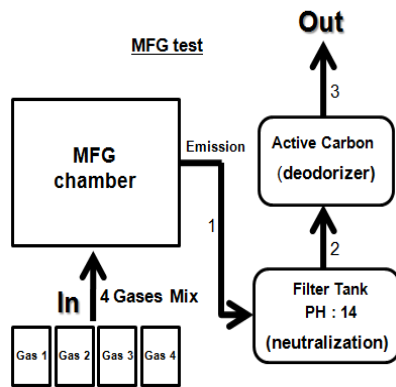 MFG test
Out
3
MFG
chamber
Emission
Active Carbon
(deodorizer)
1
2
In
4 Gases Mix
Filter Tank
PH : 14
(neutralization)
Gas 1
Gas 2
Gas 3
Gas 4